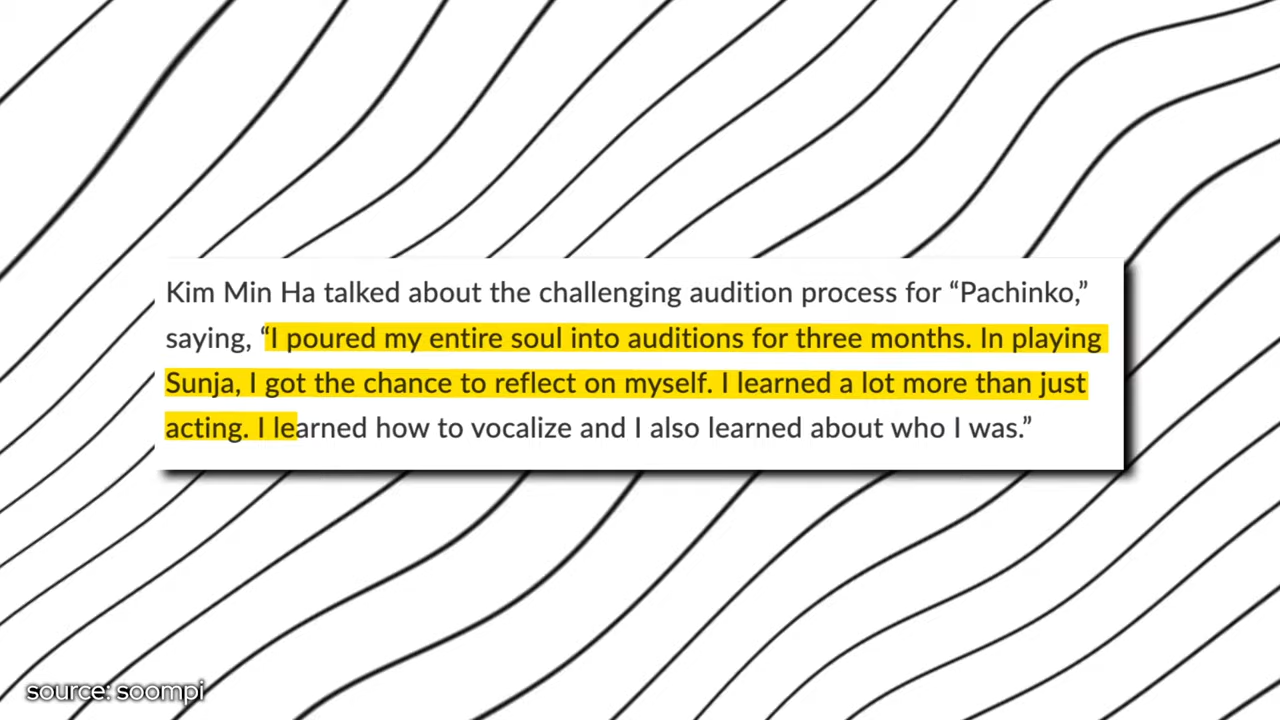 Kim Min Ha talked about the challenging audition process for “Pachinko,”
saying, “I poured my entire soul into auditions for three months. In playing
Sunja, I got the chance to reflect on myself. I learned a lot more than just
acting. I learned how to vocalize and I also learned about who I was.”
source: soompi